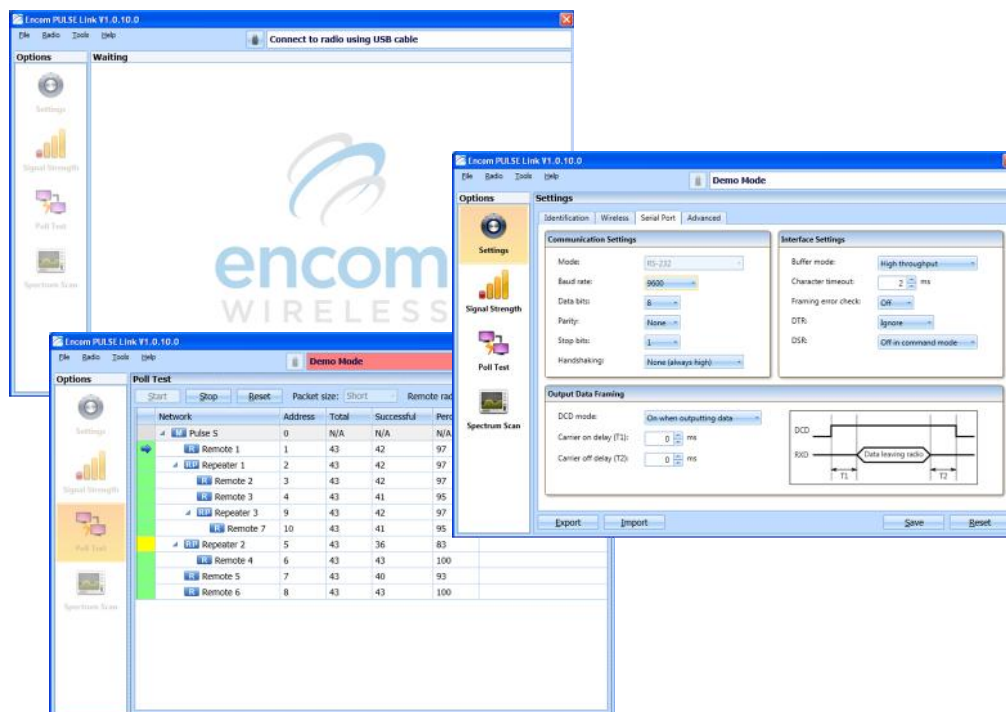 Encom PULSE Link V1.0.10.0
File Radio Tools Help
Connect to radio using USB cable
Options
Waiting
Settings
Signal Strength
Poll Test
Spectrum Scan
encom
WIRELESS
Encom PULSE Link V1.0.10.0
File Radio Tools Help
Demo Mode
Options
Settings
Settings
Signal Strength
Poll Test
Spectrum Scan
Identification Wireless Serial Port Advanced
Communication Settings
Mode: RS-232
Baud rate: 9600
Data bits: 8
Parity: None
Stop bits: 1
Handshaking: None (always high)
Interface Settings
Buffer mode: High throughput
Character timeout: 2 ms
Framing error check: Off
DTR: Ignore
DSR: Off in command mode
Output Data Framing
DCD mode: On when outputting data
Carrier on delay (T1): 0 ms
Carrier off delay (T2): 0 ms
DCD
RXD
Data leaving radio
T1 T2
Export Import Save Reset
Encom PULSE Link V1.0.10.0
File Radio Tools Help
Demo Mode
Options
Poll Test
Settings
Signal Strength
Poll Test
Spectrum Scan
Start Stop Reset Packet size: Short Remote rad
Network Address Total Successful Perc
M Pulse S 0 N/A N/A N/A
R Remote 1 1 43 42 97
RP Repeater 1 2 43 42 97
R Remote 2 3 43 42 97
R Remote 3 4 43 41 95
RP Repeater 3 9 43 42 97
R Remote 7 10 43 41 95
RP Repeater 2 5 43 36 83
R Remote 4 6 43 43 100
R Remote 5 7 43 40 93
R Remote 6 8 43 43 100